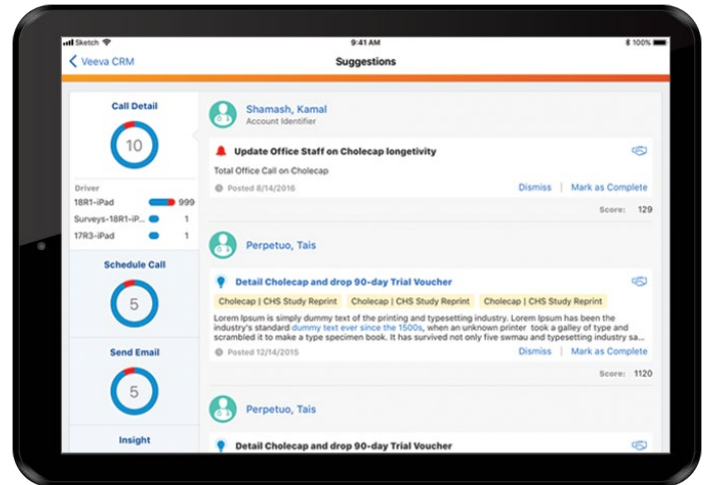 Sketch
9:41 AM
100%
Veeva CRM
Suggestions
Call Detail
10
Driver
18R1-iPad 999
Surveys-18R1-iP... 1
17R3-iPad 1
Schedule Call
5
Send Email
5
Insight
Shamash, Kamal
Account Identifier
Update Office Staff on Cholecap longetivity
Total Office Call on Cholecap
Posted 8/14/2016
Dismiss | Mark as Complete
Score: 129
Perpetuo, Tais
Detail Cholecap and drop 90-day Trial Voucher
Cholecap | CHS Study Reprint Cholecap | CHS Study Reprint Cholecap | CHS Study Reprint
Lorem Ipsum is simply dummy text of the printing and typesetting industry. Lorem Ipsum has been the
industry's standard dummy text ever since the 1500s, when an unknown printer took a galley of type and
scrambled it to make a type specimen book. It has survived not only five swmau and typesetting industry sa...
Posted 12/14/2015
Dismiss | Mark as Complete
Score: 1120
Perpetuo, Tais
Detail Cholecap and drop 90-day Trial Voucher